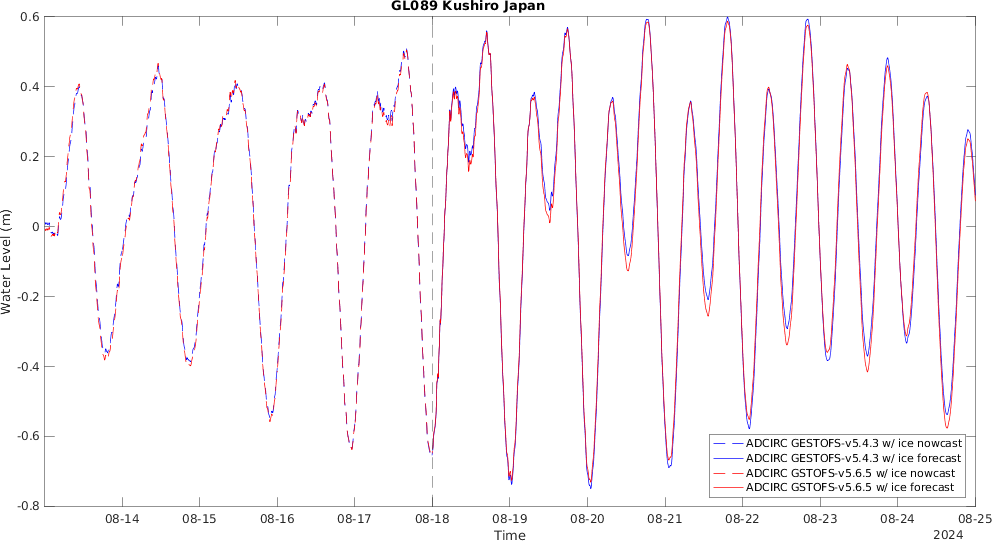 GL089 Kushiro Japan
0.6
0.4
0.2
0
-0.2
-0.4
-0.6
-0.8
Water Level (m)
ADCIRC GESTOFS-v5.4.3 w/ ice nowcast
ADCIRC GESTOFS-v5.4.3 w/ ice forecast
ADCIRC GSTOFS-v5.6.5 w/ ice nowcast
ADCIRC GSTOFS-v5.6.5 w/ ice forecast
08-14 08-15 08-16 08-17 08-18 08-19 08-20 08-21 08-22 08-23 08-24 08-25
Time
2024